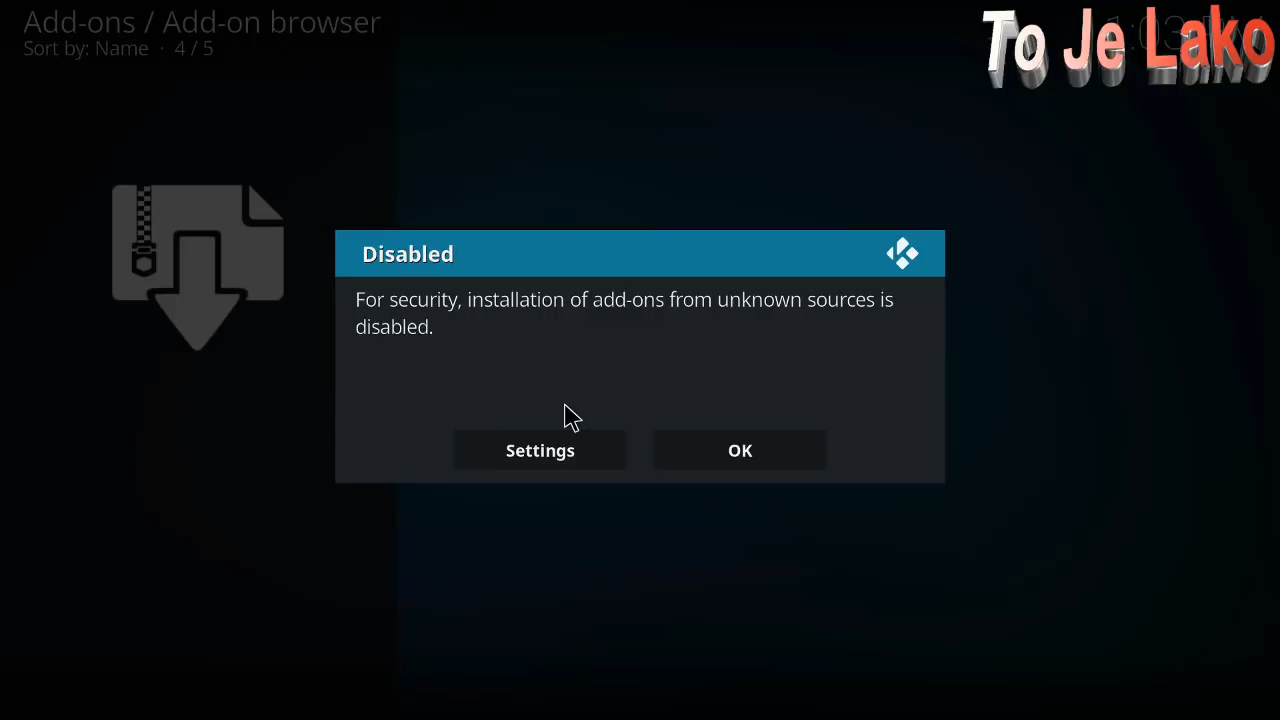 Add-ons / Add-on browser
Sort by: Name · 4 / 5
To Je Lako
Disabled
For security, installation of add-ons from unknown sources is
disabled.
Settings
OK